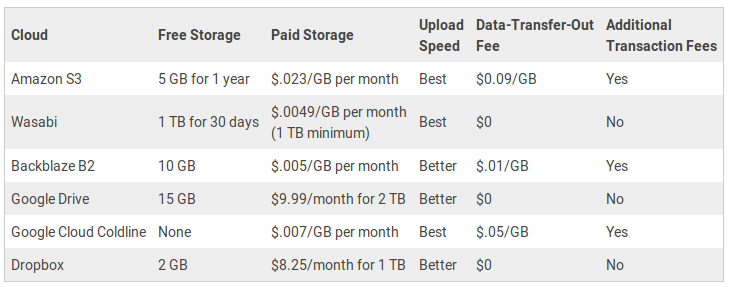 Cloud Free Storage Paid Storage Upload Speed Data-Transfer-Out Fee Additional Transaction Fees
Amazon S3 5 GB for 1 year $.023/GB per month Best $0.09/GB Yes
Wasabi 1 TB for 30 days $.0049/GB per month (1 TB minimum) Best $0 No
Backblaze B2 10 GB $.005/GB per month Better $.01/GB Yes
Google Drive 15 GB $9.99/month for 2 TB Better $0 No
Google Cloud Coldline None $.007/GB per month Best $.05/GB Yes
Dropbox 2 GB $8.25/month for 1 TB Better $0 No